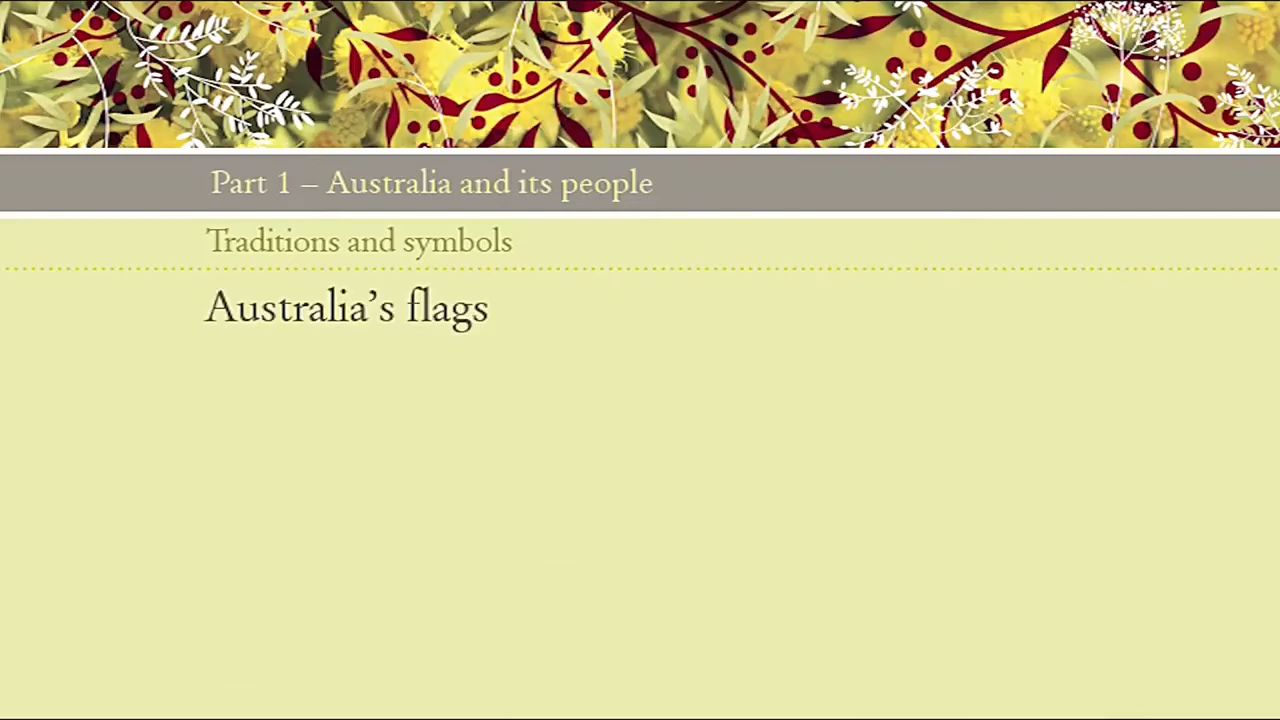 Part 1 – Australia and its people
Traditions and symbols
Australia’s flags